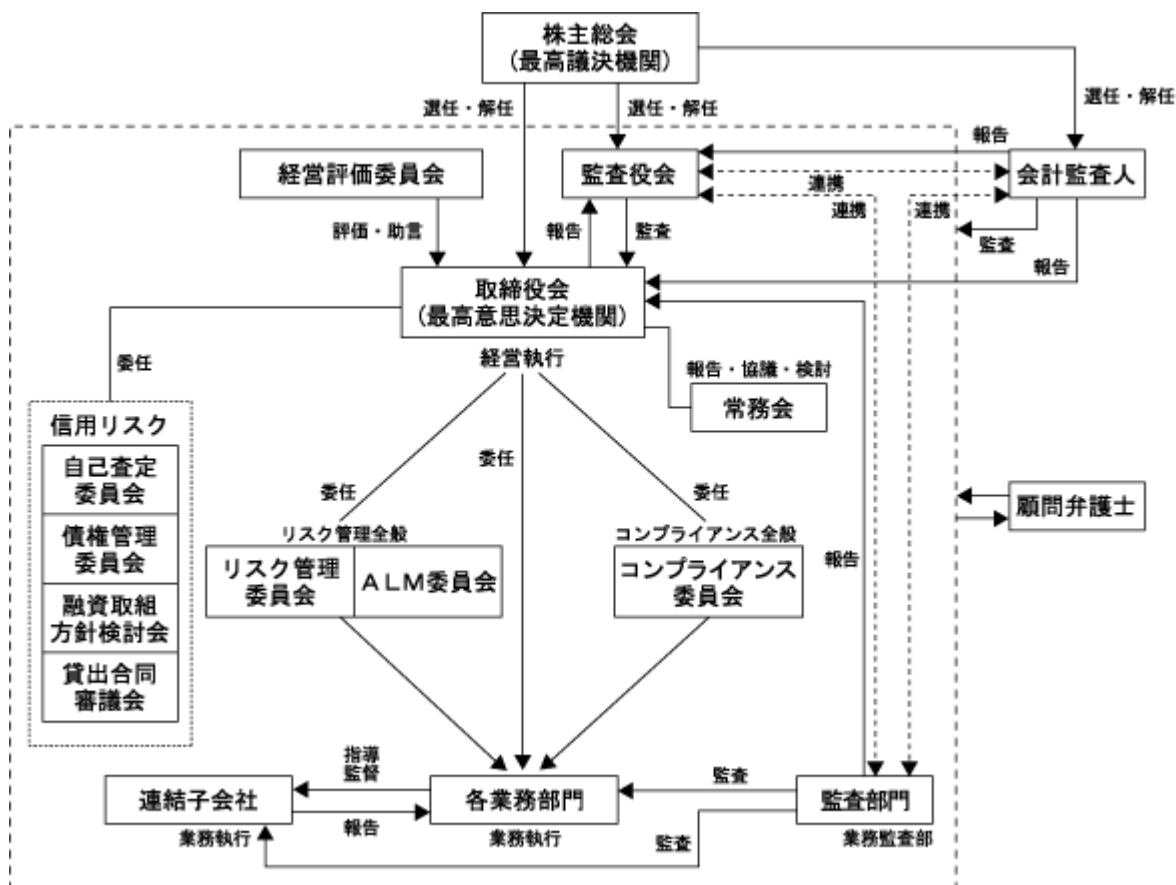 株主総会
(最高議決機関)
選任・解任
選任・解任
選任・解任
経営評価委員会
監査役会
報告
連携
会計監査人
連携
連携
評価・助言
報告
監査
監査
報告
取締役会
(最高意思決定機関)
経営執行
委任
報告・協議・検討
常務会
信用リスク
自己査定
委員会
債権管理
委員会
融資取組
方針検討会
貸出合同
審議会
委任
委任
委任
リスク管理全般
リスク管理
委員会
ALM委員会
コンプライアンス全般
コンプライアンス
委員会
報告
顧問弁護士
指導
監督
連結子会社
業務執行
報告
各業務部門
業務執行
監査
監査
監査部門
業務監査部